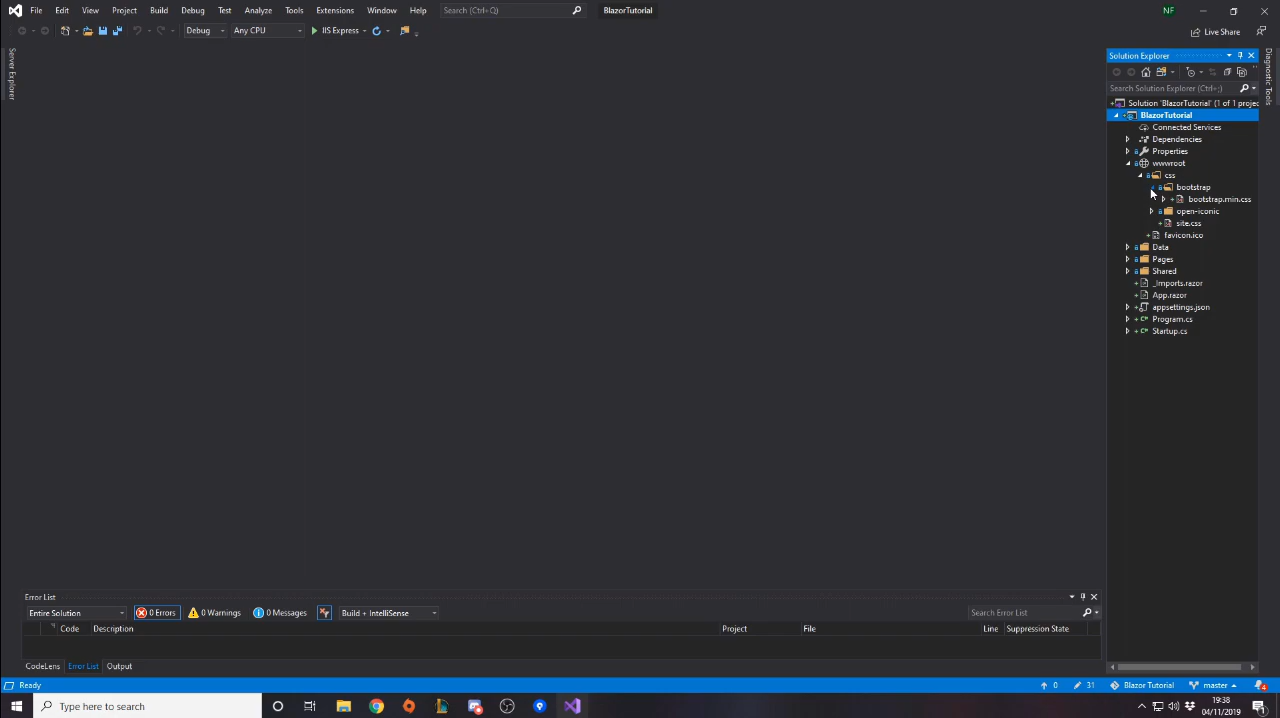 File Edit View Project Build Debug Test Analyze Tools Extensions Window Help Search (Ctrl+Q) BlazorTutorial NF
Debug Any CPU IIS Express Live Share
Server Explorer
Solution Explorer
Diagnostic Tools
Search Solution Explorer (Ctrl+;)
Solution 'BlazorTutorial' (1 of 1 projec
BlazorTutorial
Connected Services
Dependencies
Properties
wwwroot
css
bootstrap
bootstrap.min.css
open-iconic
site.css
favicon.ico
Data
Pages
Shared
_Imports.razor
App.razor
appsettings.json
C# Program.cs
C# Startup.cs
Error List
Entire Solution 0 Errors 0 Warnings 0 Messages Build + IntelliSense Search Error List
Code Description Project File Line Suppression State
CodeLens Error List Output
Ready 0 31 Blazor Tutorial master 4
Type here to search 19:38
04/11/2019 1